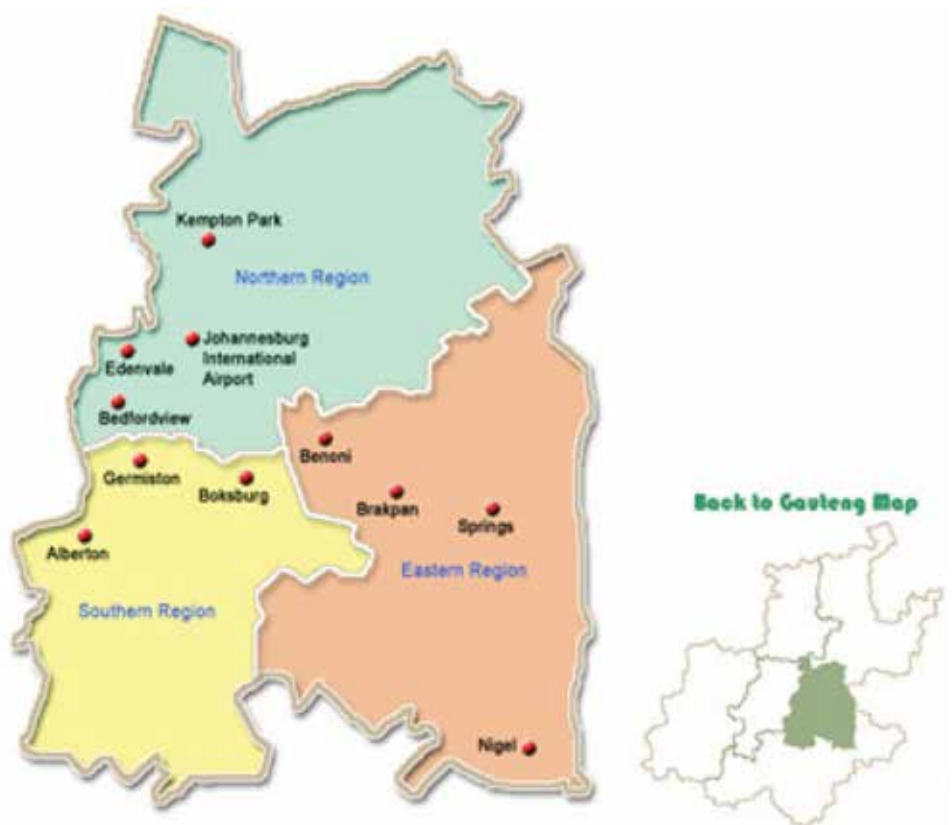 Kempton Park
Northern Region
Johannesburg
International
Airport
Edenvale
Bedfordview
Germiston
Boksburg
Alberton
Southern Region
Benoni
Brakpan
Springs
Eastern Region
Nigel
Back to Gauteng Map